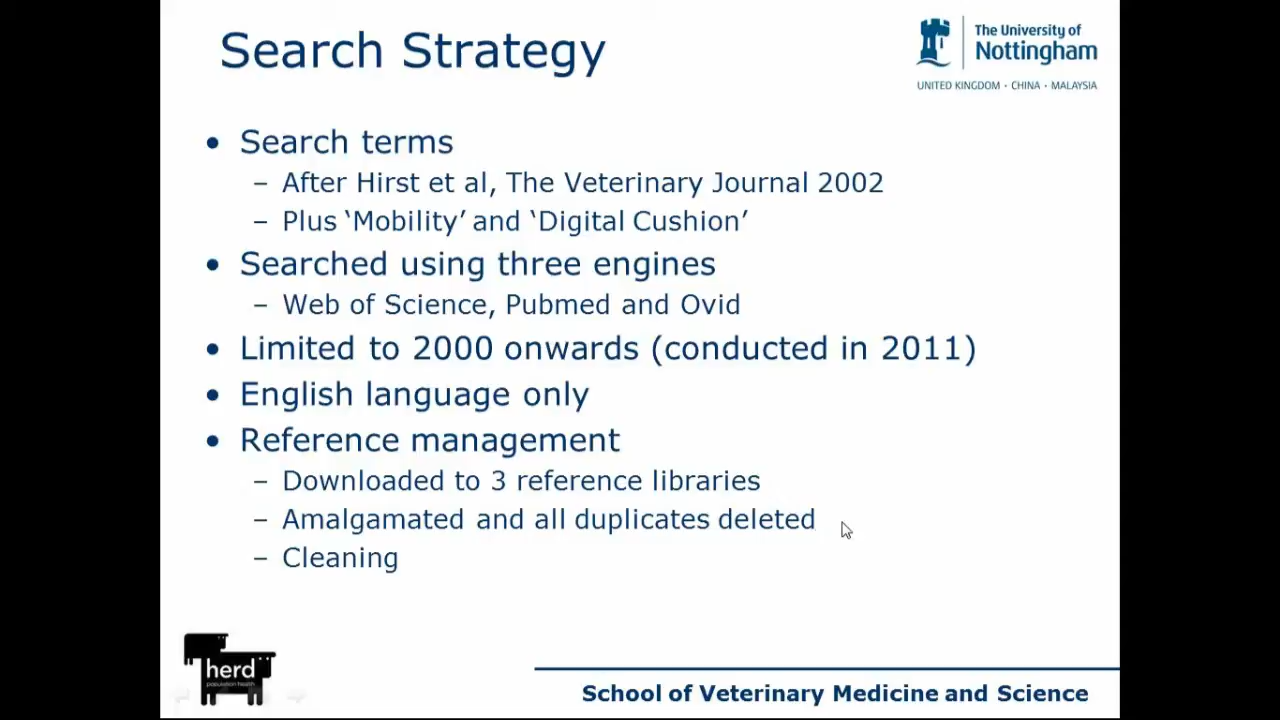 Search Strategy
The University of
Nottingham
UNITED KINGDOM · CHINA · MALAYSIA
• Search terms
– After Hirst et al, The Veterinary Journal 2002
– Plus ‘Mobility’ and ‘Digital Cushion’
• Searched using three engines
– Web of Science, Pubmed and Ovid
• Limited to 2000 onwards (conducted in 2011)
• English language only
• Reference management
– Downloaded to 3 reference libraries
– Amalgamated and all duplicates deleted
– Cleaning
herd
population health
School of Veterinary Medicine and Science